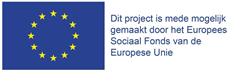 Dit project is mede mogelijk
gemaakt door het Europees
Sociaal Fonds van de
Europese Unie